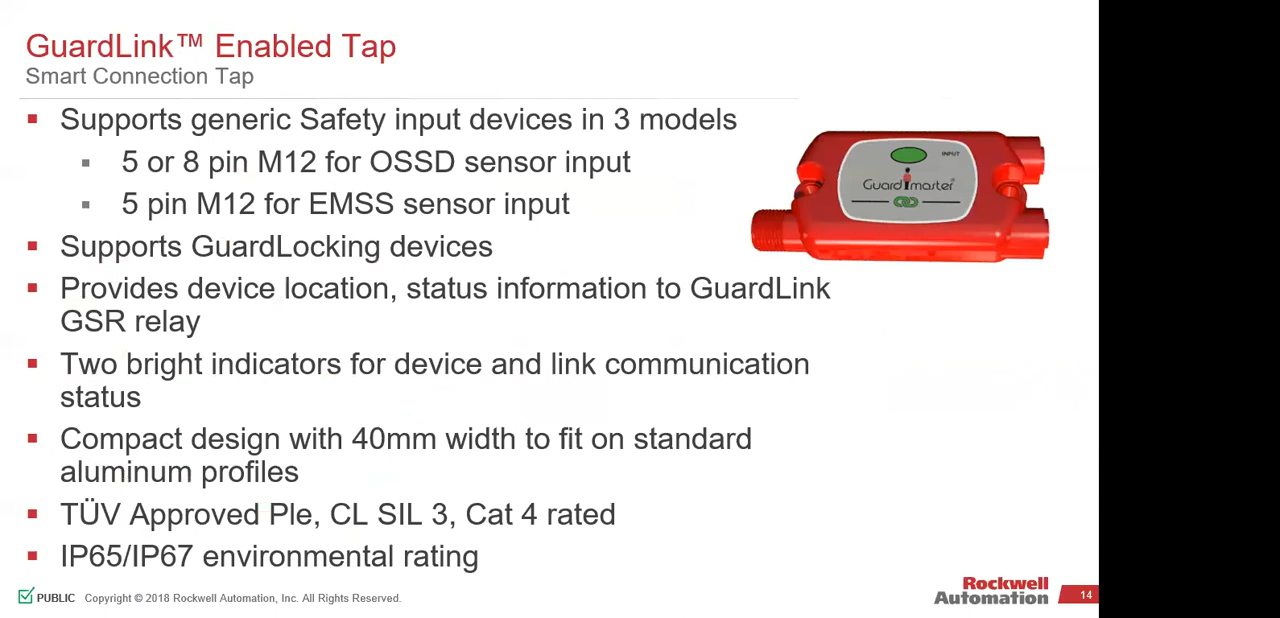 GuardLink™ Enabled Tap
Smart Connection Tap
▪ Supports generic Safety input devices in 3 models
▪ 5 or 8 pin M12 for OSSD sensor input
▪ 5 pin M12 for EMSS sensor input
▪ Supports GuardLocking devices
▪ Provides device location, status information to GuardLink
GSR relay
▪ Two bright indicators for device and link communication
status
▪ Compact design with 40mm width to fit on standard
aluminum profiles
▪ TÜV Approved Ple, CL SIL 3, Cat 4 rated
▪ IP65/IP67 environmental rating
INPUT
Guardmaster®
PUBLIC Copyright © 2018 Rockwell Automation, Inc. All Rights Reserved.
Rockwell
Automation
14